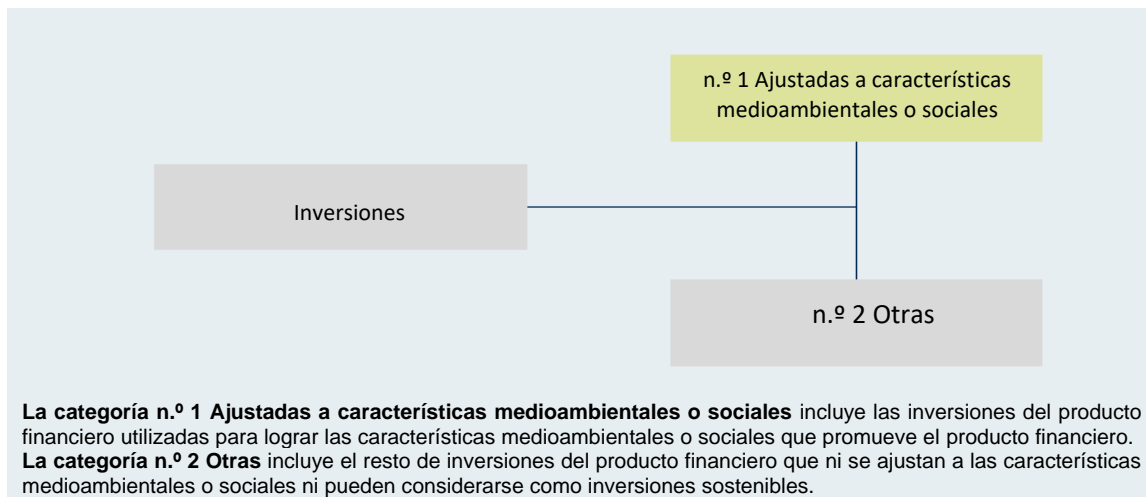 n.º 1 Ajustadas a características
medioambientales o sociales
Inversiones
n.º 2 Otras
La categoría n.º 1 Ajustadas a características medioambientales o sociales incluye las inversiones del producto
financiero utilizadas para lograr las características medioambientales o sociales que promueve el producto financiero.
La categoría n.º 2 Otras incluye el resto de inversiones del producto financiero que ni se ajustan a las características
medioambientales o sociales ni pueden considerarse como inversiones sostenibles.